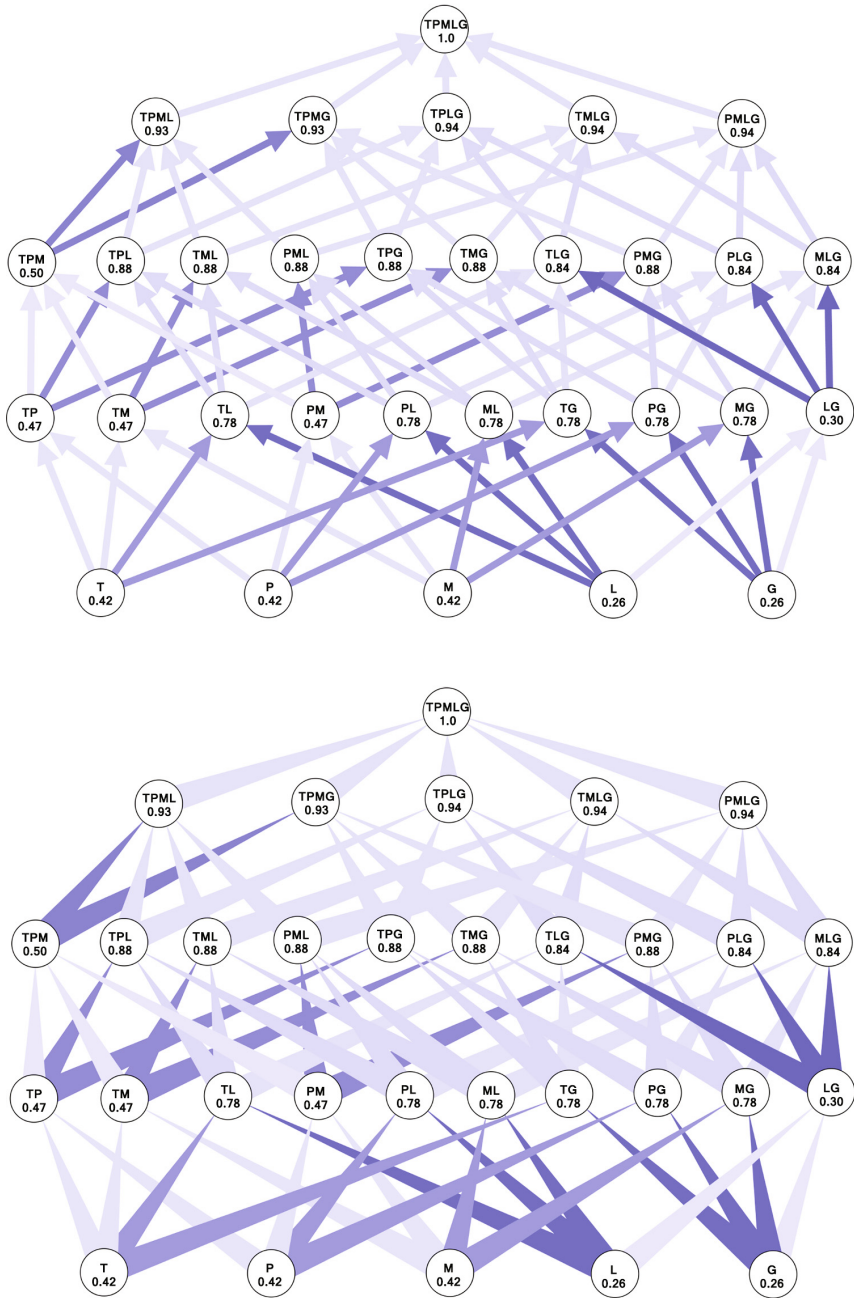 TPMLG
1.0
TPML
0.93
TPMG
0.93
TPLG
0.94
TMLG
0.94
PMLG
0.94
TPM
0.50
TPL
0.88
TML
0.88
PML
0.88
TPG
0.88
TMG
0.88
TLG
0.84
PMG
0.88
PLG
0.84
MLG
0.84
TP
0.47
TM
0.47
TL
0.78
PM
0.47
PL
0.78
ML
0.78
TG
0.78
PG
0.78
MG
0.78
LG
0.30
T
0.42
P
0.42
M
0.42
L
0.26
G
0.26
TPMLG
1.0
TPML
0.93
TPMG
0.93
TPLG
0.94
TMLG
0.94
PMLG
0.94
TPM
0.50
TPL
0.88
TML
0.88
PML
0.88
TPG
0.88
TMG
0.88
TLG
0.84
PMG
0.88
PLG
0.84
MLG
0.84
TP
0.47
TM
0.47
TL
0.78
PM
0.47
PL
0.78
ML
0.78
TG
0.78
PG
0.78
MG
0.78
LG
0.30
T
0.42
P
0.42
M
0.42
L
0.26
G
0.26